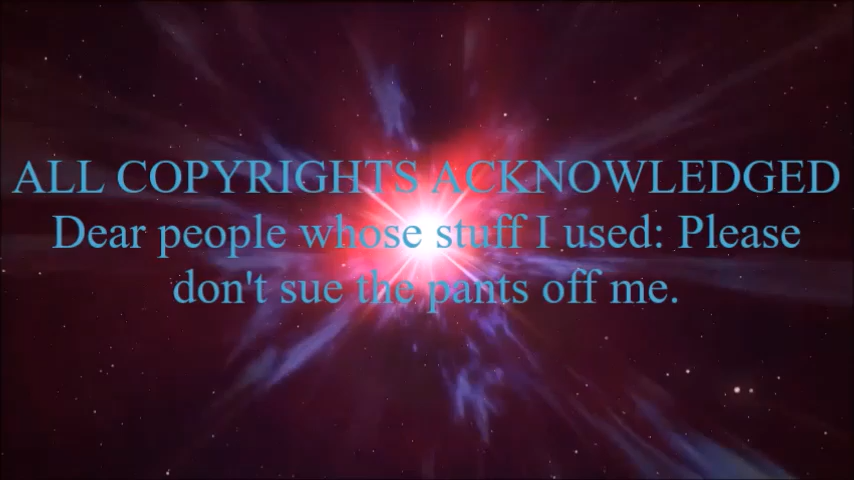 ALL COPYRIGHTS ACKNOWLEDGED
Dear people whose stuff I used: Please
don't sue the pants off me.